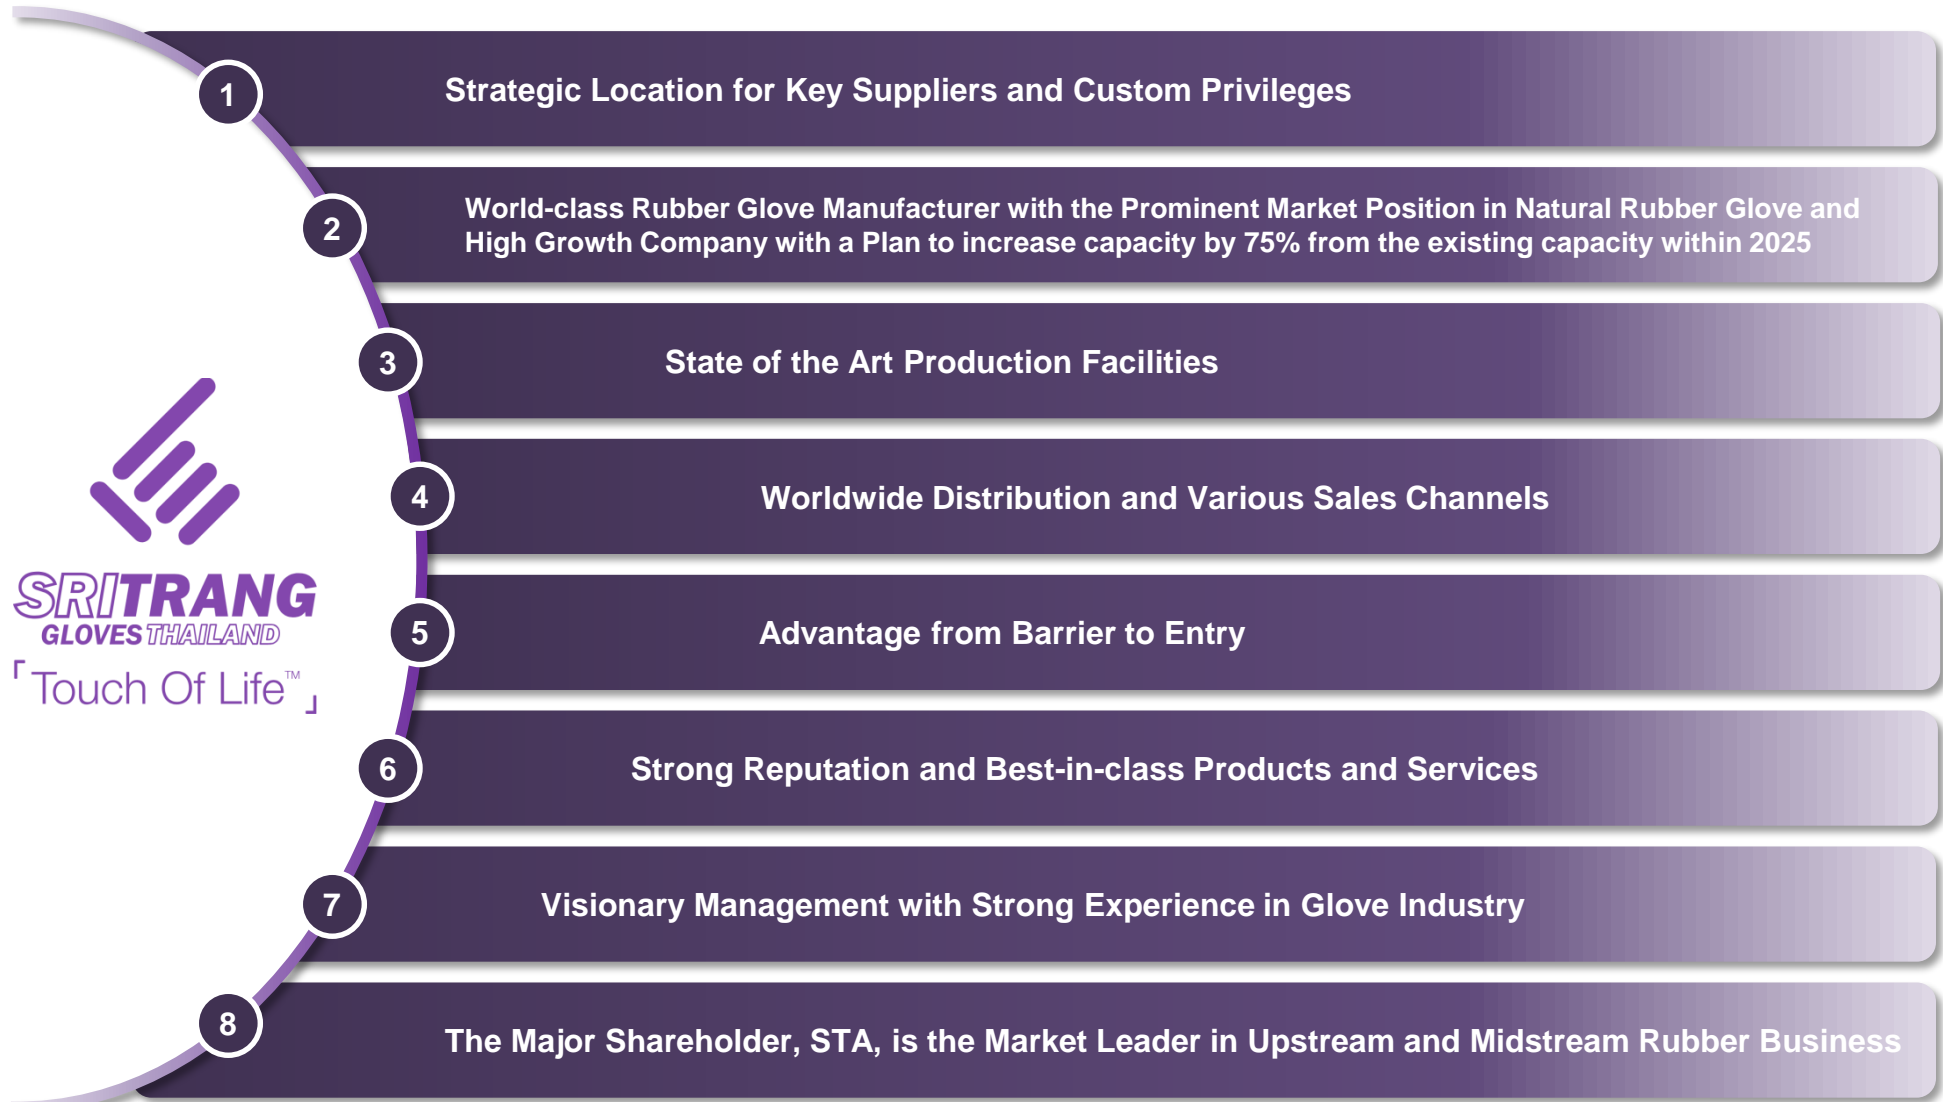 1
Strategic Location for Key Suppliers and Custom Privileges
2
World-class Rubber Glove Manufacturer with the Prominent Market Position in Natural Rubber Glove and
High Growth Company with a Plan to increase capacity by 75% from the existing capacity within 2025
3
State of the Art Production Facilities
4
Worldwide Distribution and Various Sales Channels
5
Advantage from Barrier to Entry
6
Strong Reputation and Best-in-class Products and Services
7
Visionary Management with Strong Experience in Glove Industry
8
The Major Shareholder, STA, is the Market Leader in Upstream and Midstream Rubber Business
SRITRANG
GLOVES THAILAND
「Touch Of Life™」